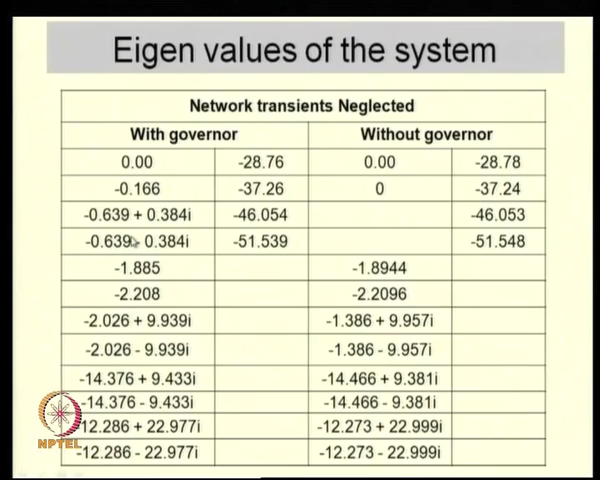 Eigen values of the system
Network transients Neglected
With governor Without governor
0.00 -28.76 0.00 -28.78
-0.166 -37.26 0 -37.24
-0.639 + 0.384i -46.054 -46.053
-0.639 - 0.384i -51.539 -51.548
-1.885 -1.8944
-2.208 -2.2096
-2.026 + 9.939i -1.386 + 9.957i
-2.026 - 9.939i -1.386 - 9.957i
-14.376 + 9.433i -14.466 + 9.381i
-14.376 - 9.433i -14.466 - 9.381i
12.286 + 22.977i -12.273 + 22.999i
-12.286 - 22.977i -12.273 - 22.999i
NPTEL